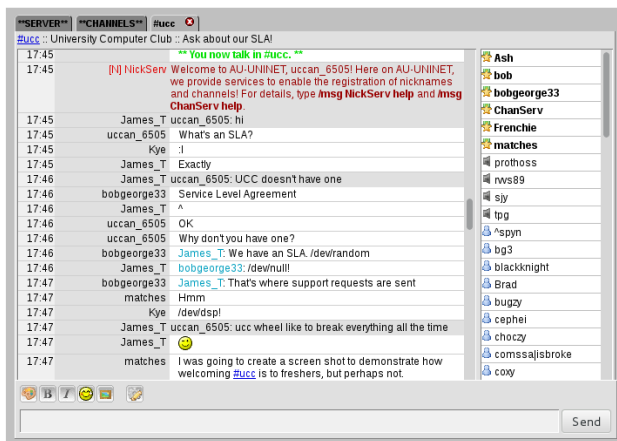 **SERVER** **CHANNELS** #ucc
#ucc :: University Computer Club :: Ask about our SLA!
17:45 ** You now talk in #ucc. **
17:45 [N] NickServ Welcome to AU-UNINET, uccan_6505! Here on AU-UNINET,
we provide services to enable the registration of nicknames
and channels! For details, type /msg NickServ help and /msg
ChanServ help.
17:45 James_T uccan_6505: hi
17:45 uccan_6505 What's an SLA?
17:45 Kye :I
17:45 James_T Exactly
17:46 James_T uccan_6505: UCC doesn't have one
17:46 bobgeorge33 Service Level Agreement
17:46 James_T ^
17:46 uccan_6505 OK
17:46 uccan_6505 Why don't you have one?
17:46 bobgeorge33 James_T: We have an SLA. /dev/random
17:46 James_T bobgeorge33: /dev/null!
17:47 bobgeorge33 James_T: That's where support requests are sent
17:47 matches Hmm
17:47 Kye /dev/dsp!
17:47 James_T uccan_6505: ucc wheel like to break everything all the time
17:47 James_T
17:47 matches I was going to create a screen shot to demonstrate how
welcoming #ucc is to freshers, but perhaps not.
Ash
bob
bobgeorge33
ChanServ
Frenchie
matches
prothoss
rvvs89
sjy
tpg
^spyn
bg3
blackknight
Brad
bugzy
cephei
choczy
comssa|isbroke
coxy
B I
Send